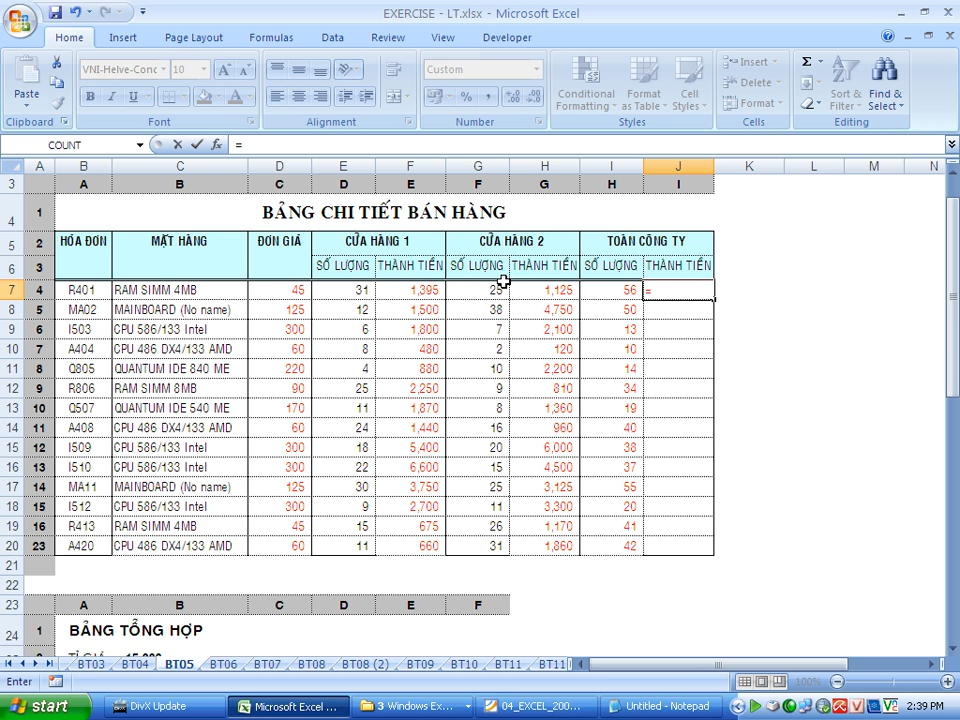 EXERCISE - LT.xlsx - Microsoft Excel
Home Insert Page Layout Formulas Data Review View Developer
Paste VNI-Helve-Conc 10 Custom Conditional Formatting Format as Table Cell Styles Insert Delete Format Sort & Filter Find & Select
Clipboard Font Alignment Number Styles Cells Editing
COUNT fx =
A B C D E F G H I J K L M N
3 A B C D E F G H I
4 1 BẢNG CHI TIẾT BÁN HÀNG
5 2 HÓA ĐƠN MẶT HÀNG ĐƠN GIÁ CỬA HÀNG 1 CỬA HÀNG 2 TOÀN CÔNG TY
6 3 SỐ LƯỢNG THÀNH TIỀN SỐ LƯỢNG THÀNH TIỀN SỐ LƯỢNG THÀNH TIỀN
7 4 R401 RAM SIMM 4MB 45 31 1,395 25 1,125 56 =
8 5 MA02 MAINBOARD (No name) 125 12 1,500 38 4,750 50
9 6 I503 CPU 586/133 Intel 300 6 1,800 7 2,100 13
10 7 A404 CPU 486 DX4/133 AMD 60 8 480 2 120 10
11 8 Q805 QUANTUM IDE 840 ME 220 4 880 10 2,200 14
12 9 R806 RAM SIMM 8MB 90 25 2,250 9 810 34
13 10 Q507 QUANTUM IDE 540 ME 170 11 1,870 8 1,360 19
14 11 A408 CPU 486 DX4/133 AMD 60 24 1,440 16 960 40
15 12 I509 CPU 586/133 Intel 300 18 5,400 20 6,000 38
16 13 I510 CPU 586/133 Intel 300 22 6,600 15 4,500 37
17 14 MA11 MAINBOARD (No name) 125 30 3,750 25 3,125 55
18 15 I512 CPU 586/133 Intel 300 9 2,700 11 3,300 20
19 16 R413 RAM SIMM 4MB 45 15 675 26 1,170 41
20 23 A420 CPU 486 DX4/133 AMD 60 11 660 31 1,860 42
21
22
23 A B C D E F
24 1 BẢNG TỔNG HỢP
BT03 BT04 BT05 BT06 BT07 BT08 BT08 (2) BT09 BT10 BT11 BT11
Enter 100%
start DivX Update Microsoft Excel ... 3 Windows Ex... 04_EXCEL_200... Untitled - Notepad 2:39 PM